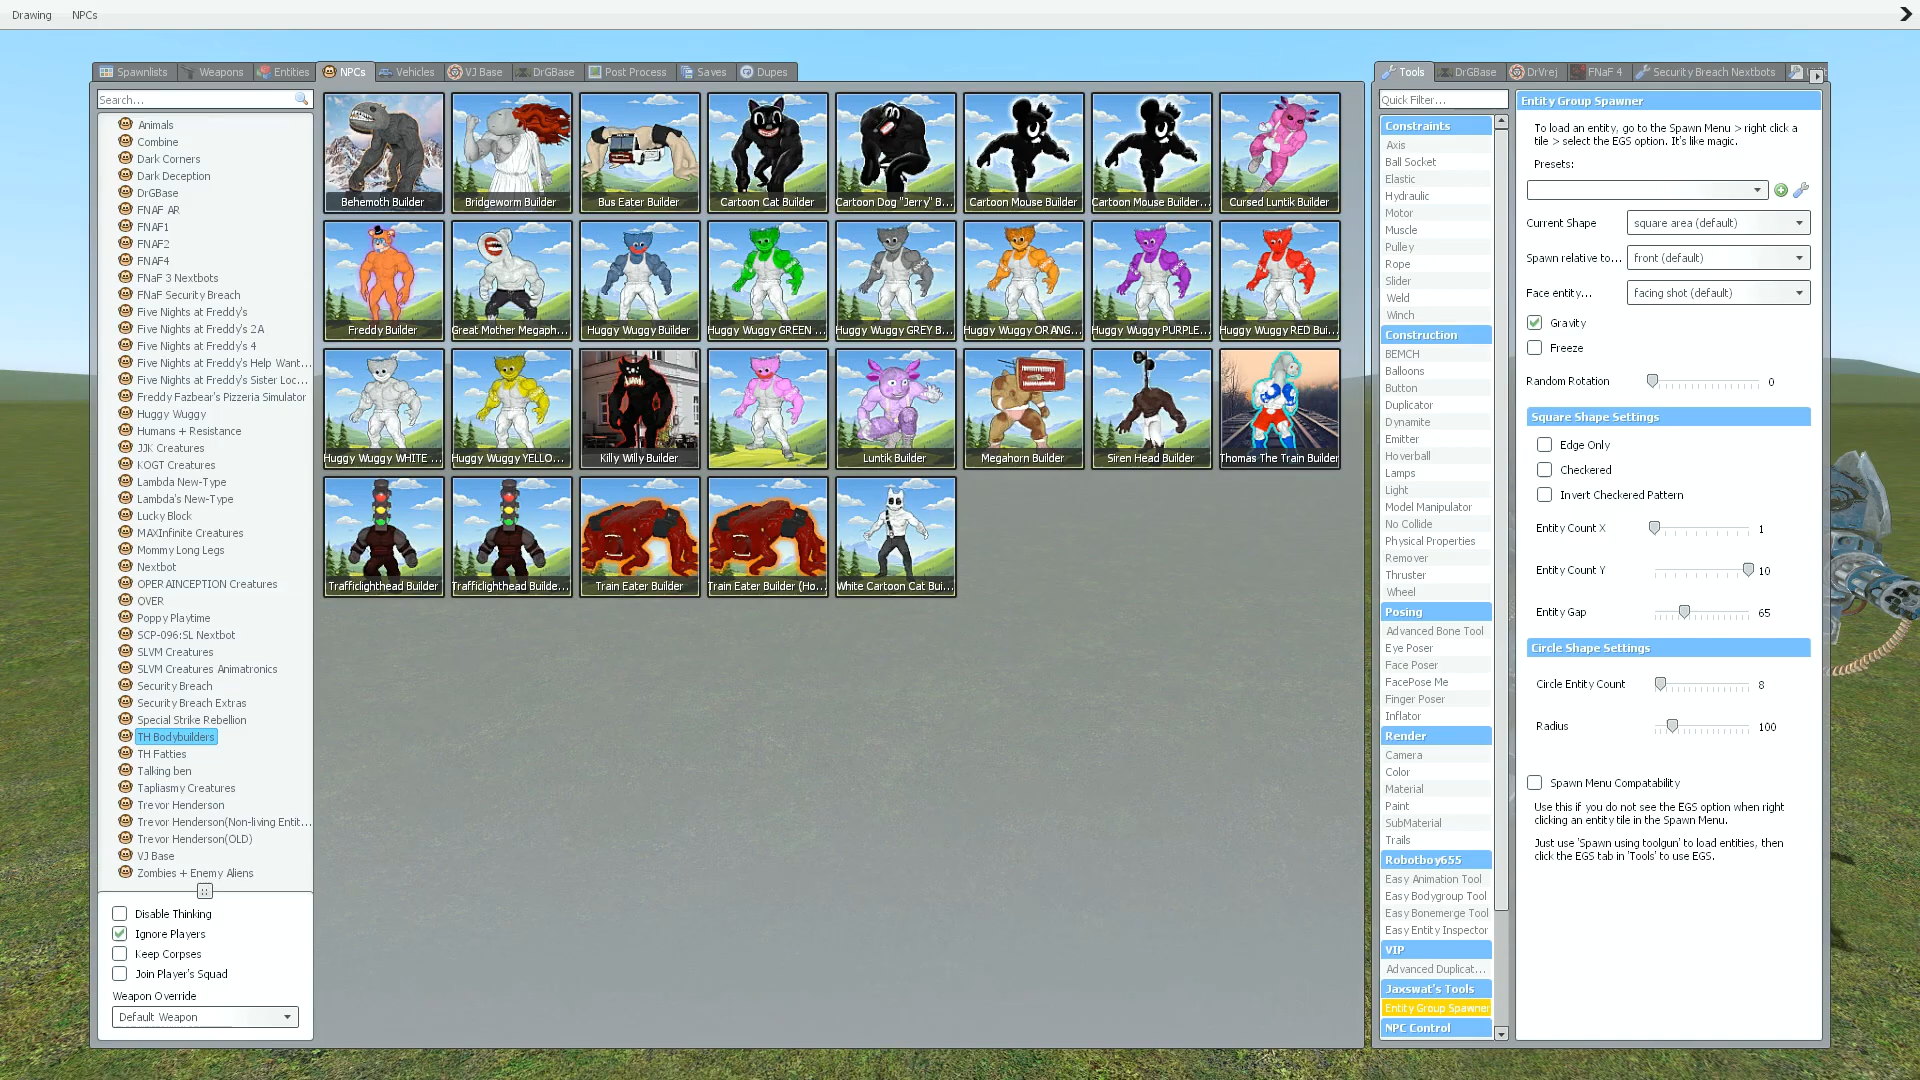 Drawing
NPCs
Spawnlists
Weapons
Entities
NPCs
Vehicles
VJ Base
DrGBase
Post Process
Saves
Dupes
Search...
Animals
Combine
Dark Corners
Dark Deception
DrGBase
FNAF AR
FNAF1
FNAF2
FNAF4
FNaF 3 Nextbots
FNaF Security Breach
Five Nights at Freddy's
Five Nights at Freddy's 2A
Five Nights at Freddy's 4
Five Nights at Freddy's Help Want...
Five Nights at Freddy's Sister Loc...
Freddy Fazbear's Pizzeria Simulator
Huggy Wuggy
Humans + Resistance
JJK Creatures
KOGT Creatures
Lambda New-Type
Lambda's New-Type
Lucky Block
MAXInfinite Creatures
Mommy Long Legs
Nextbot
OPERAINCEPTION Creatures
OVER
Poppy Playtime
SCP-096:SL Nextbot
SLVM Creatures
SLVM Creatures Animatronics
Security Breach
Security Breach Extras
Special Strike Rebellion
TH Bodybuilders
TH Fatties
Talking ben
Tapliasmy Creatures
Trevor Henderson
Trevor Henderson(Non-living Entit...
Trevor Henderson(OLD)
VJ Base
Zombies + Enemy Aliens
Disable Thinking
Ignore Players
Keep Corpses
Join Player's Squad
Weapon Override
Default Weapon
Behemoth Builder
Bridgeworm Builder
Bus Eater Builder
Cartoon Cat Builder
Cartoon Dog "Jerry" B...
Cartoon Mouse Builder
Cartoon Mouse Builder...
Cursed Luntik Builder
Freddy Builder
Great Mother Megaph...
Huggy Wuggy Builder
Huggy Wuggy GREEN ...
Huggy Wuggy GREY B...
Huggy Wuggy ORANG...
Huggy Wuggy PURPLE...
Huggy Wuggy RED Bui...
Huggy Wuggy WHITE ...
Huggy Wuggy YELLO...
Killy Willy Builder
Luntik Builder
Megahorn Builder
Siren Head Builder
Thomas The Train Builder
Trafficlighthead Builder
Trafficlighthead Builde...
Train Eater Builder
Train Eater Builder (Ho...
White Cartoon Cat Bui...
Tools
DrGBase
DrVrej
FNaF 4
Security Breach Nextbots
Quick Filter...
Constraints
Axis
Ball Socket
Elastic
Hydraulic
Motor
Muscle
Pulley
Rope
Slider
Weld
Winch
Construction
BEMCH
Balloons
Button
Duplicator
Dynamite
Emitter
Hoverball
Lamps
Light
Model Manipulator
No Collide
Physical Properties
Remover
Thruster
Wheel
Posing
Advanced Bone Tool
Eye Poser
Face Poser
FacePose Me
Finger Poser
Inflator
Render
Camera
Color
Material
Paint
SubMaterial
Trails
Robotboy655
Easy Animation Tool
Easy Bodygroup Tool
Easy Bonemerge Tool
Easy Entity Inspector
VIP
Advanced Duplicat...
Jaxswat's Tools
Entity Group Spawner
NPC Control
Entity Group Spawner
To load an entity, go to the Spawn Menu > right click a
tile > select the EGS option. It's like magic.
Presets:
Current Shape
square area (default)
Spawn relative to...
front (default)
Face entity...
facing shot (default)
Gravity
Freeze
Random Rotation
0
Square Shape Settings
Edge Only
Checkered
Invert Checkered Pattern
Entity Count X
1
Entity Count Y
10
Entity Gap
65
Circle Shape Settings
Circle Entity Count
8
Radius
100
Spawn Menu Compatability
Use this if you do not see the EGS option when right
clicking an entity tile in the Spawn Menu.
Just use 'Spawn using toolgun' to load entities, then
click the EGS tab in 'Tools' to use EGS.